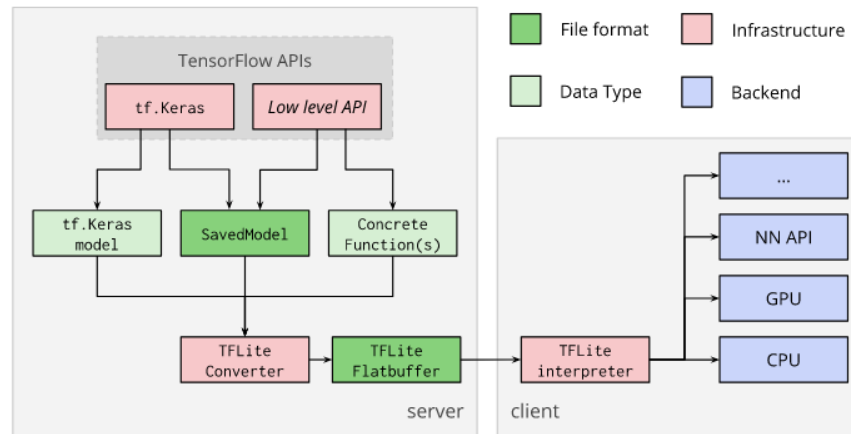 TensorFlow APIs
tf.Keras
Low level API
tf.Keras
model
SavedModel
Concrete
Function(s)
TFLite
Converter
TFLite
Flatbuffer
server
File format
Infrastructure
Data Type
Backend
...
NN API
GPU
CPU
TFLite
interpreter
client